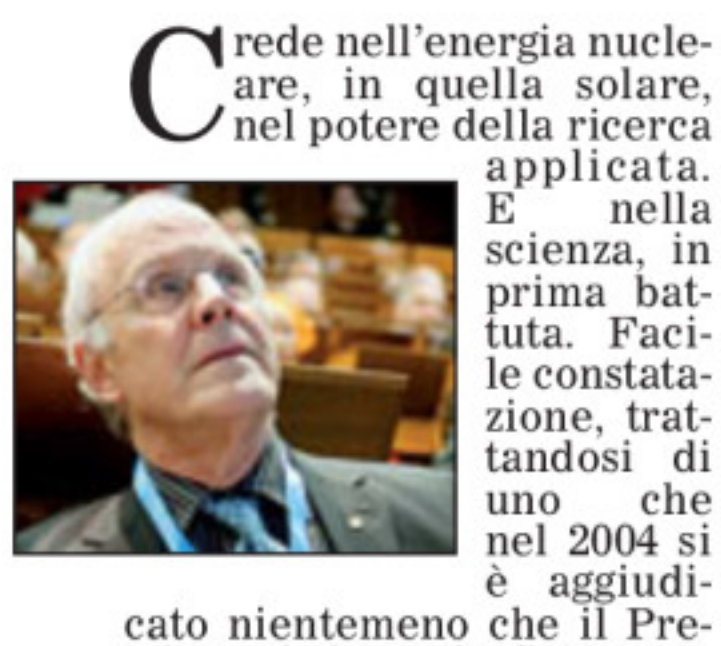 Crede nell'energia nucle-
are, in quella solare,
nel potere della ricerca
applicata.
E nella
scienza, in
prima bat-
tuta. Faci-
le constata-
zione, trat-
tandosi di
uno che
nel 2004 si
è aggiudi-
cato nientemeno che il Pre-